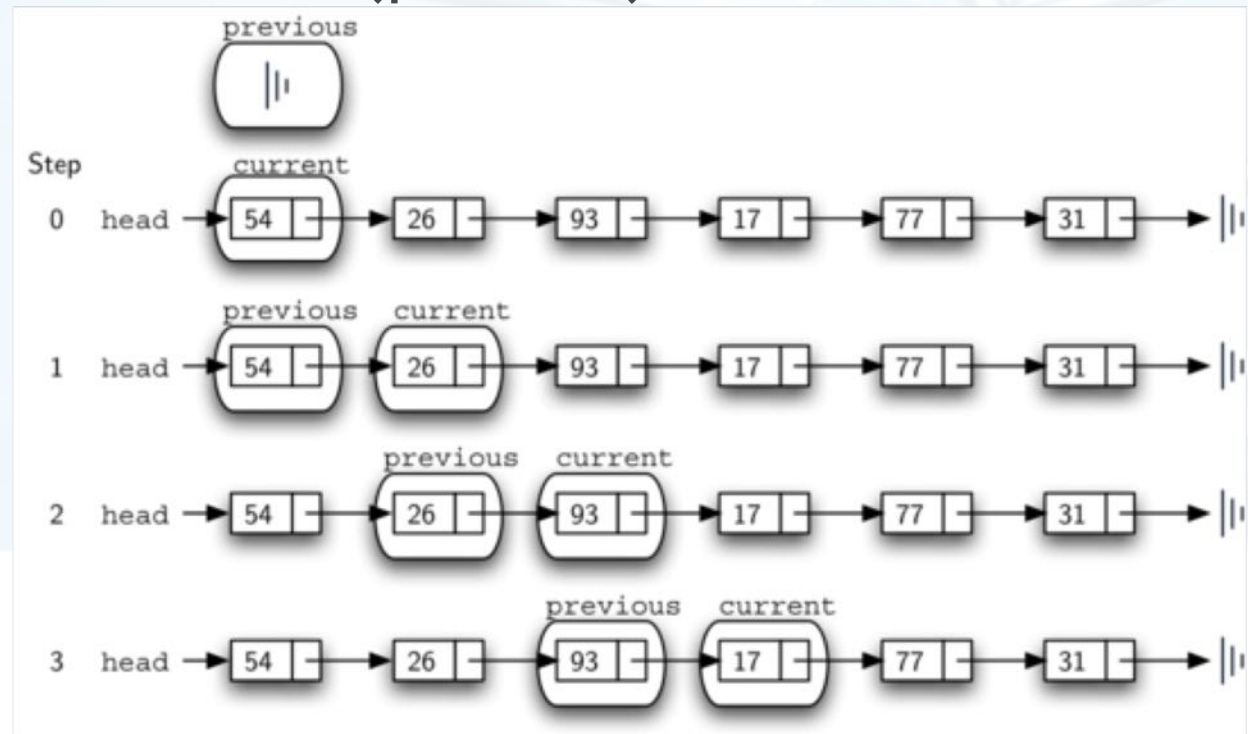 previous
Step current
0 head 54 26 93 17 77 31
previous current
1 head 54 26 93 17 77 31
previous current
2 head 54 26 93 17 77 31
previous current
3 head 54 26 93 17 77 31